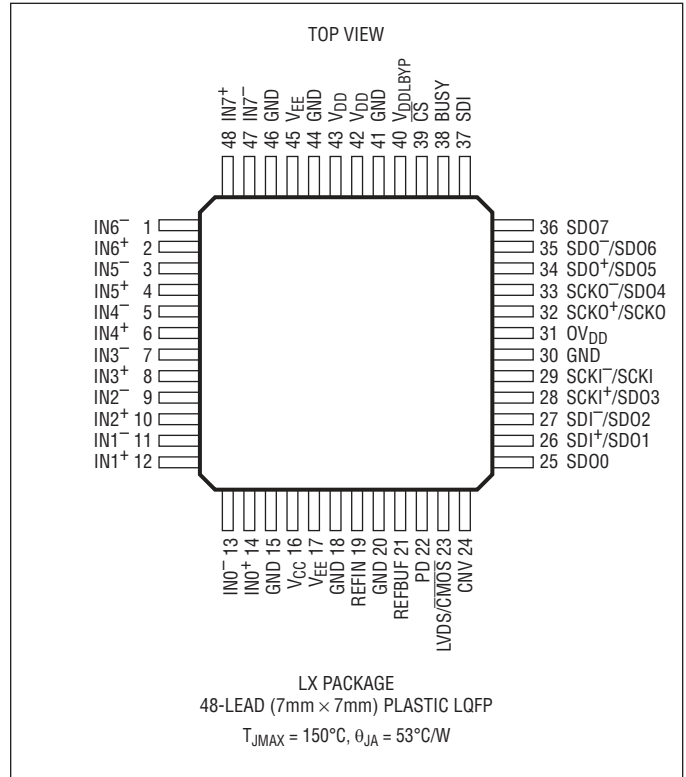 TOP VIEW
48 IN7+
47 IN7–
46 GND
45 VEE
44 GND
43 VDD
42 VDD
41 GND
40 VDDLBYP
39 C̅S̅
38 BUSY
37 SDI
IN6– 1
IN6+ 2
IN5– 3
IN5+ 4
IN4– 5
IN4+ 6
IN3– 7
IN3+ 8
IN2– 9
IN2+ 10
IN1– 11
IN1+ 12
36 SDO7
35 SDO–/SDO6
34 SDO+/SDO5
33 SCKO–/SDO4
32 SCKO+/SCKO
31 OVDD
30 GND
29 SCKI–/SCKI
28 SCKI+/SDO3
27 SDI–/SDO2
26 SDI+/SDO1
25 SDO0
IN0– 13
IN0+ 14
GND 15
VCC 16
VEE 17
GND 18
REFIN 19
GND 20
REFBUF 21
PD 22
LVDS/C̅M̅O̅S̅ 23
CNV 24
LX PACKAGE
48-LEAD (7mm × 7mm) PLASTIC LQFP
TJMAX = 150°C, θJA = 53°C/W